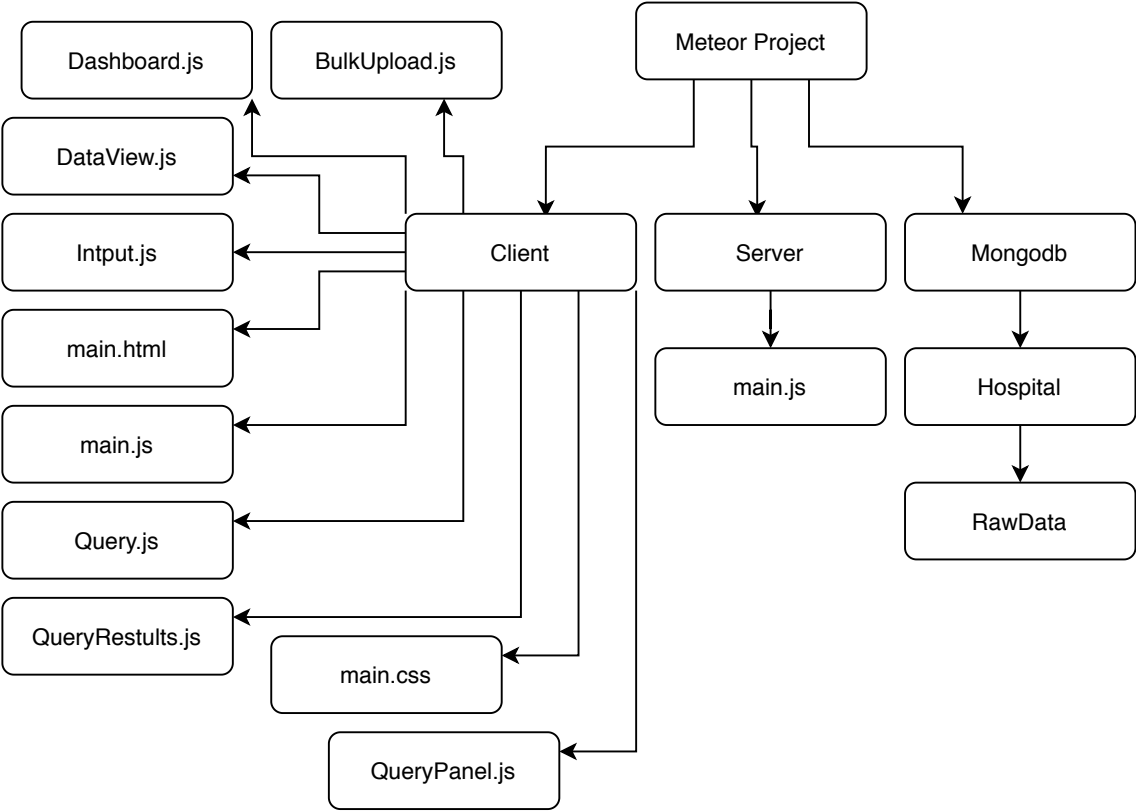 Meteor Project
Dashboard.js
BulkUpload.js
DataView.js
Intput.js
Client
Server
Mongodb
main.html
main.js
Hospital
main.js
Query.js
RawData
QueryRestults.js
main.css
QueryPanel.js